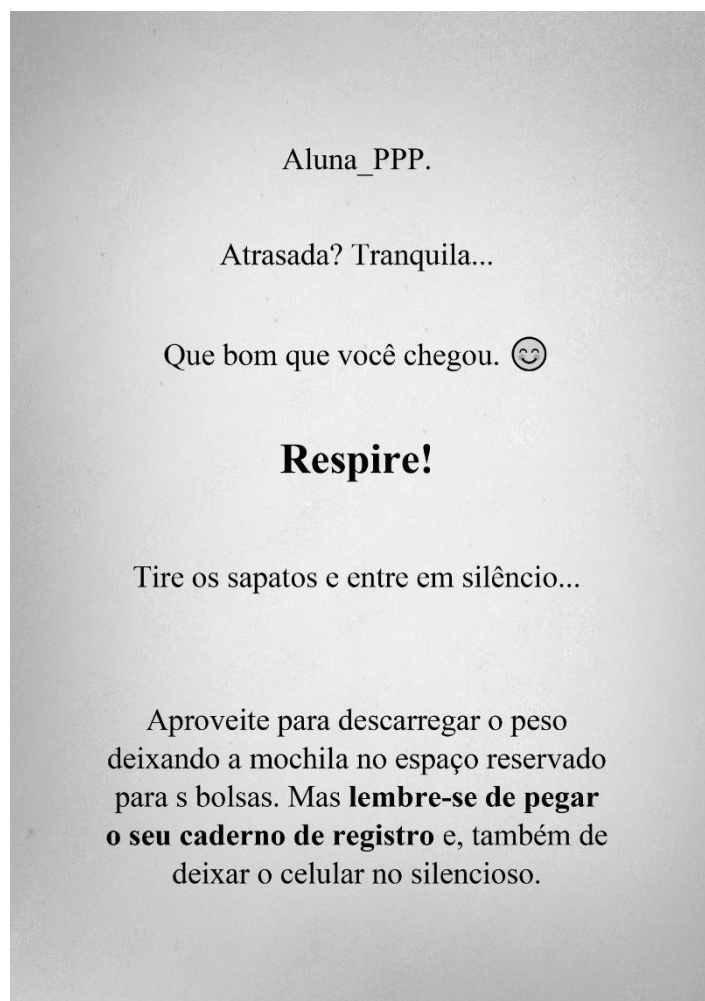 Aluna_PPP.
Atrasada? Tranquila...
Que bom que você chegou. 😊
Respire!
Tire os sapatos e entre em silêncio...
Aproveite para descarregar o peso
deixando a mochila no espaço reservado
para s bolsas. Mas lembre-se de pegar
o seu caderno de registro e, também de
deixar o celular no silencioso.